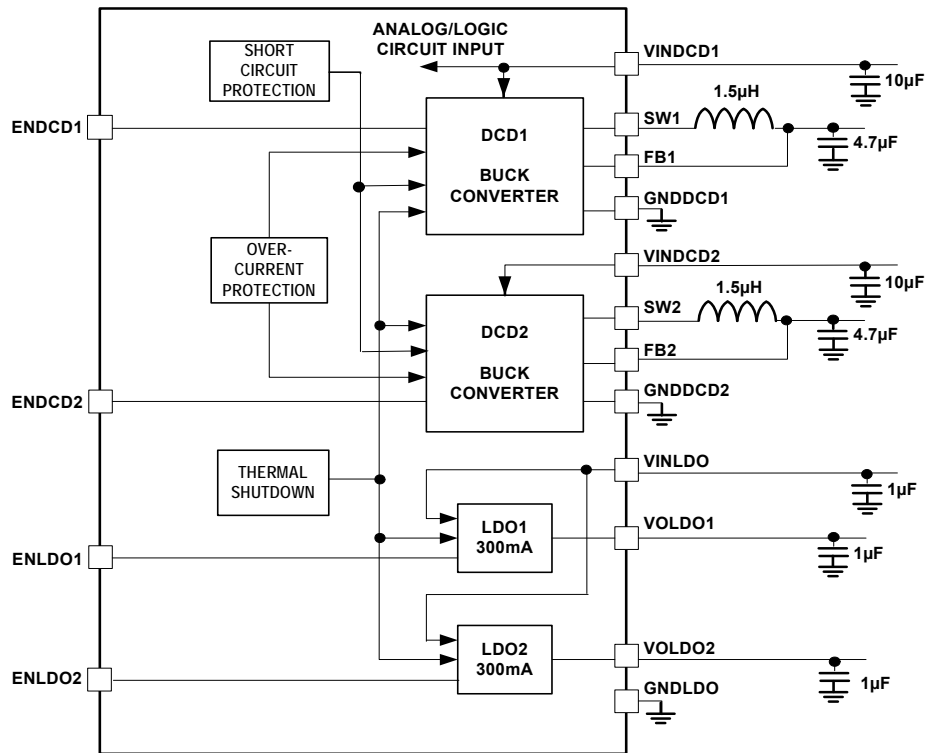 ANALOG/LOGIC
CIRCUIT INPUT
SHORT
CIRCUIT
PROTECTION
VINDCD1
10µF
1.5µH
ENDCD1
SW1
4.7µF
DCD1
BUCK
CONVERTER
FB1
GNDDCD1
OVER-
CURRENT
PROTECTION
VINDCD2
10µF
1.5µH
SW2
4.7µF
DCD2
BUCK
CONVERTER
FB2
GNDDCD2
ENDCD2
THERMAL
SHUTDOWN
VINLDO
1µF
LDO1
300mA
VOLDO1
1µF
ENLDO1
LDO2
300mA
VOLDO2
1µF
ENLDO2
GNDLDO